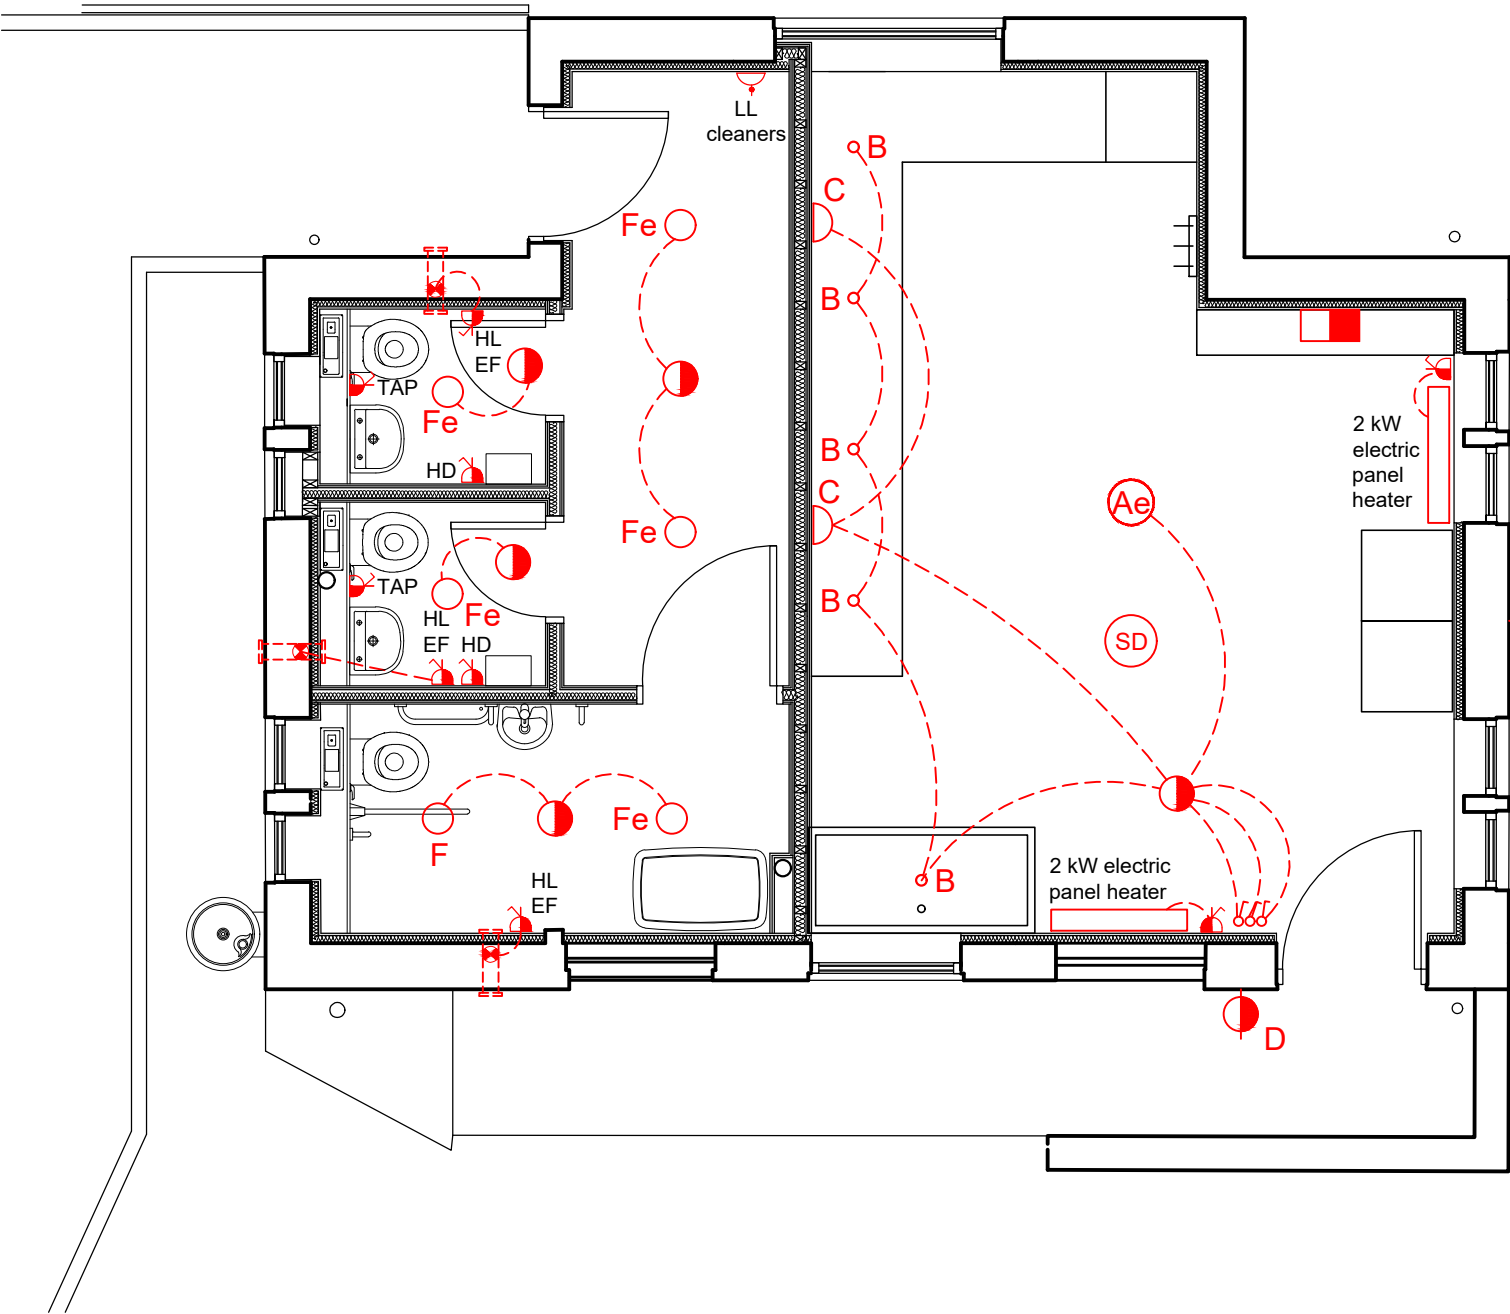 LL
cleaners
B
C
Fe
HL
EF
B
TAP
Fe
2 kW
electric
panel
heater
HD
B
C
Ae
Fe
TAP
Fe
HL
EF
HD
B
SD
Fe
F
2 kW electric
panel heater
HL
EF
B
D